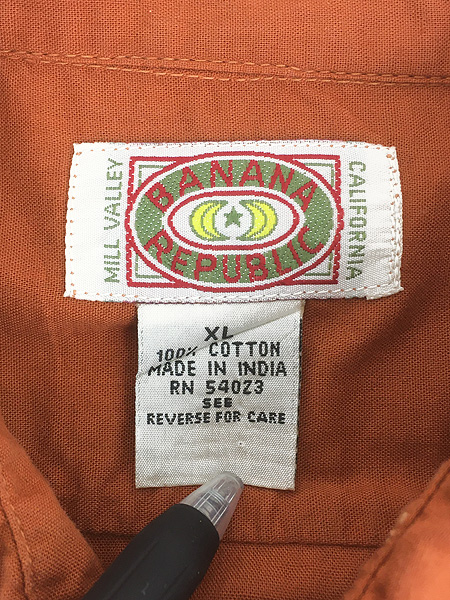 MILL VALLEY
BANANA
REPUBLIC
CALIFORNIA
XL
100% COTTON
MADE IN INDIA
RN 54023
SEE
REVERSE FOR CARE